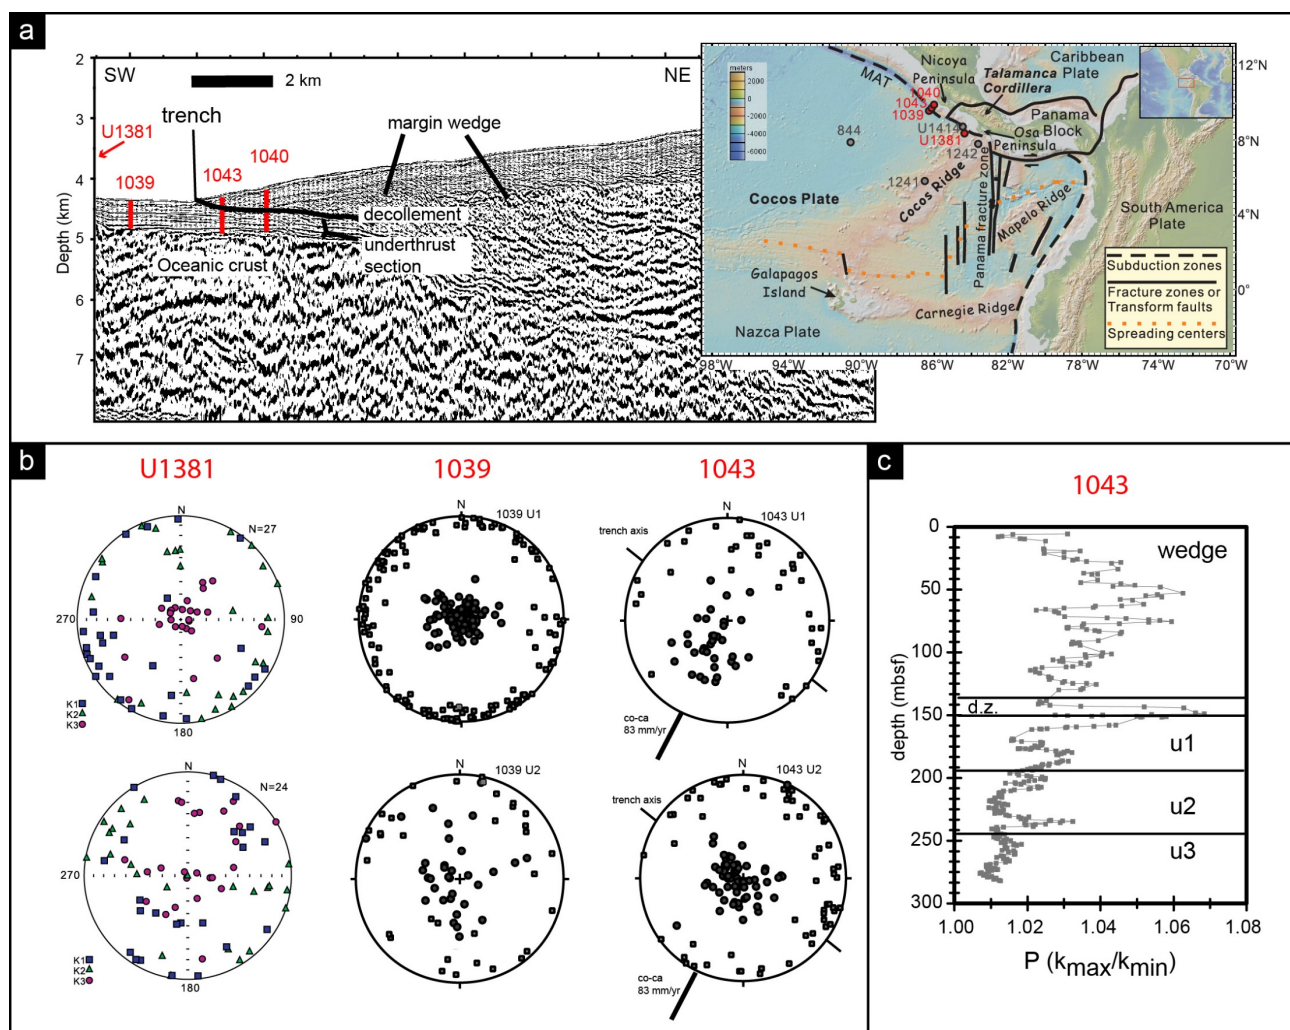 a
2
3
4
5
6
7
Depth (km)
SW
2 km
NE
trench
U1381
1039
1043
1040
margin wedge
decollement
underthrust
section
Oceanic crust
meters
2000
0
-2000
-4000
-6000
MAT
Nicoya
Peninsula
Talamanca
Cordillera
Caribbean
Plate
Panama
Block
Osa
Peninsula
1040
1043
1039
U1414
U1381
1242
844
1241
Cocos Plate
Cocos Ridge
Panama fracture zone
Mapelo Ridge
South America
Plate
Galapagos
Island
Carnegie Ridge
Nazca Plate
Subduction zones
Fracture zones or
Transform faults
Spreading centers
12°N
8°N
4°N
0°
98°W
94°W
90°W
86°W
82°W
78°W
74°W
70°W
b
U1381
1039
1043
N
N=27
270
90
180
K1
K2
K3
N
1039 U1
N
1043 U1
trench axis
co-ca
83 mm/yr
N
N=24
270
180
K1
K2
K3
N
1039 U2
N
1043 U2
trench axis
co-ca
83 mm/yr
c
1043
0
50
100
150
200
250
300
depth (mbsf)
wedge
d.z.
u1
u2
u3
1.00
1.02
1.04
1.06
1.08
P (kmax/kmin)